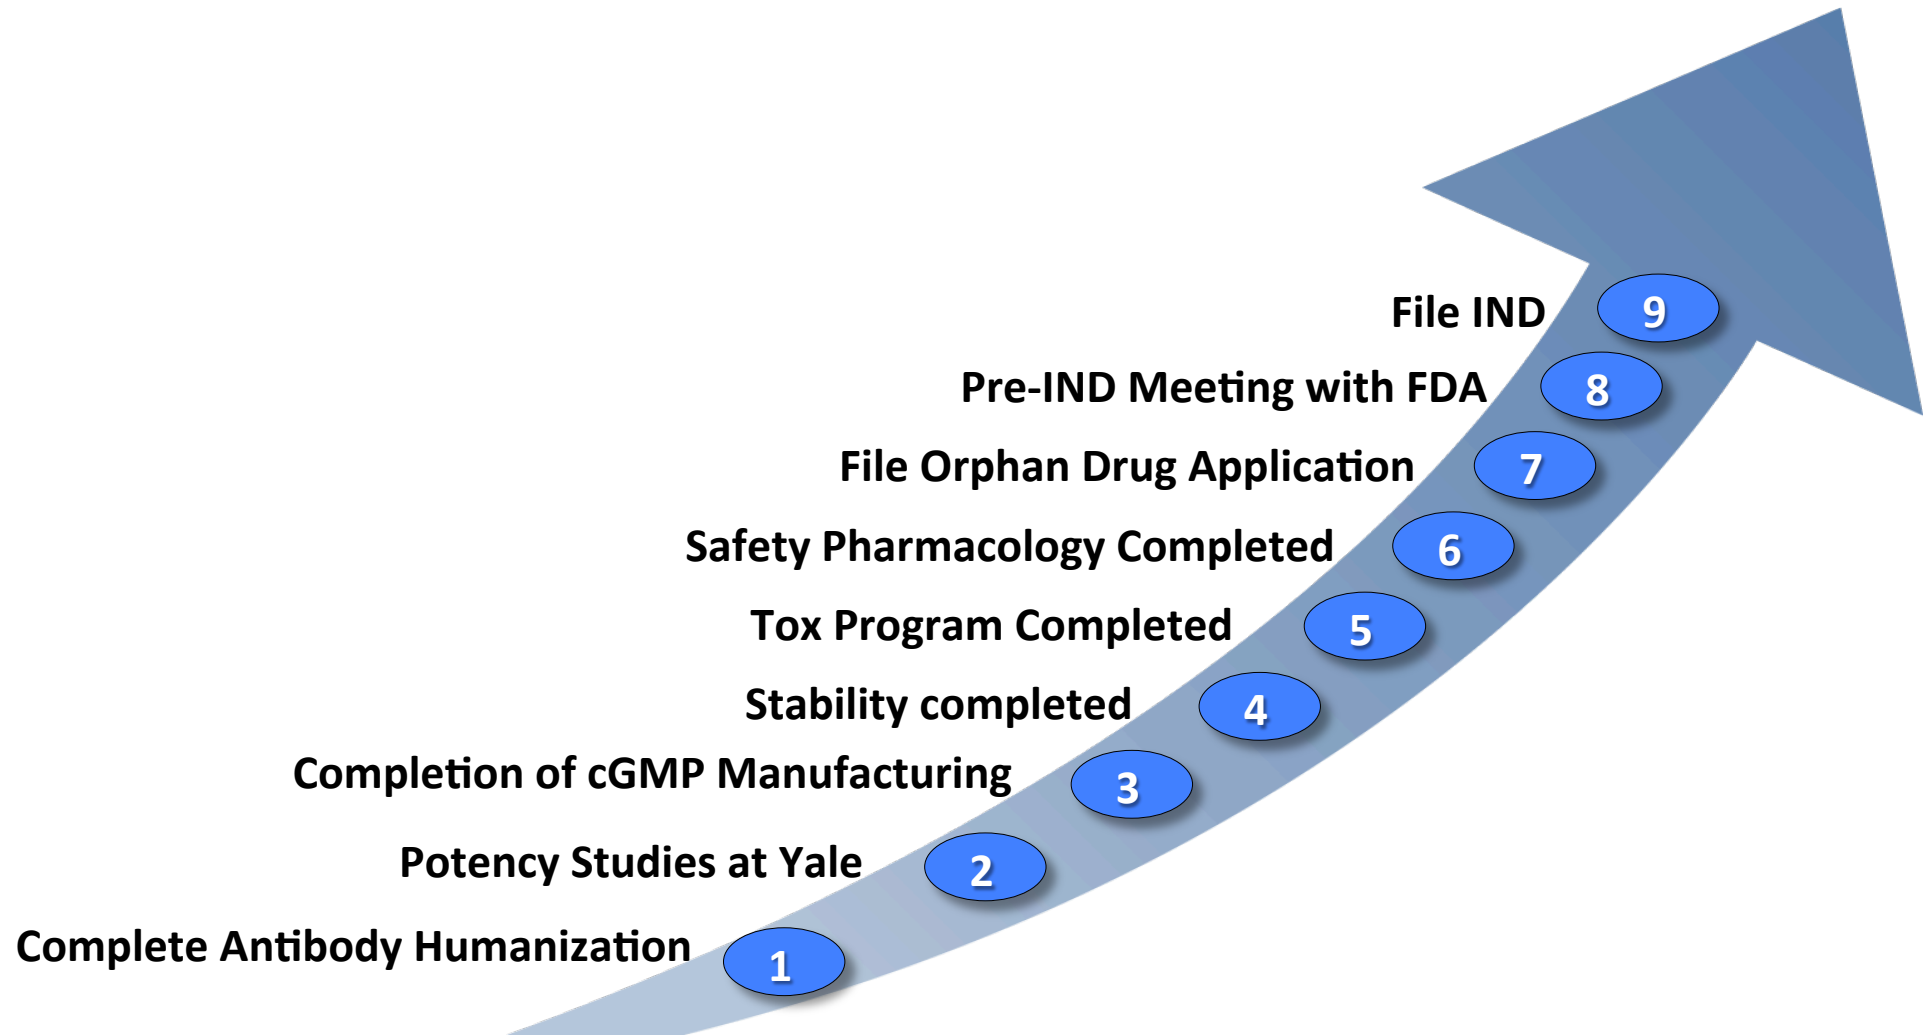 File IND 9
Pre-IND Meeting with FDA 8
File Orphan Drug Application 7
Safety Pharmacology Completed 6
Tox Program Completed 5
Stability completed 4
Completion of cGMP Manufacturing 3
Potency Studies at Yale 2
Complete Antibody Humanization 1